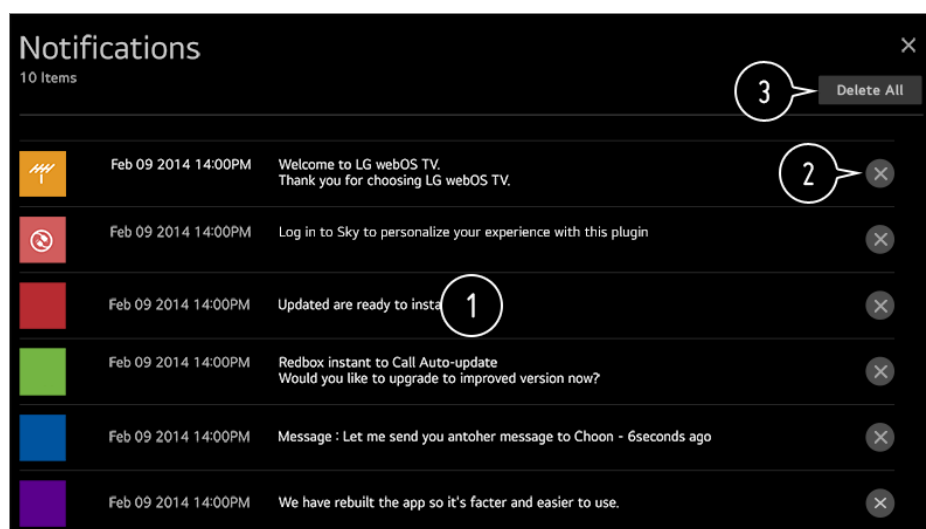 Notifications
10 Items
3
Delete All
Feb 09 2014 14:00PM
Welcome to LG webOS TV.
Thank you for choosing LG webOS TV.
2
Feb 09 2014 14:00PM
Log in to Sky to personalize your experience with this plugin
Feb 09 2014 14:00PM
Updated are ready to insta
1
Feb 09 2014 14:00PM
Redbox instant to Call Auto-update
Would you like to upgrade to improved version now?
Feb 09 2014 14:00PM
Message : Let me send you antoher message to Choon - 6seconds ago
Feb 09 2014 14:00PM
We have rebuilt the app so it's facter and easier to use.